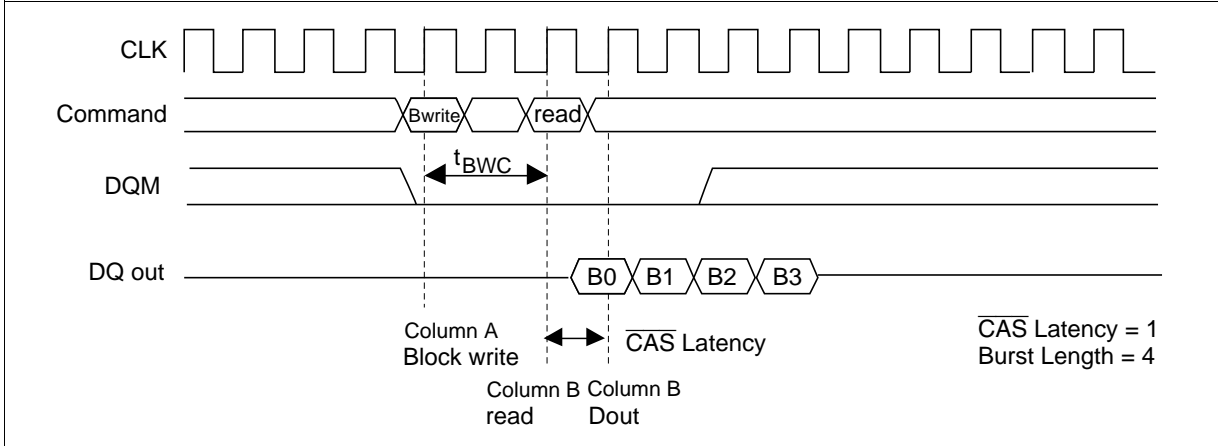 CLK
Command
Bwrite
read
tBWC
DQM
DQ out
B0 B1 B2 B3
Column A
Block write
CAS Latency
CAS Latency = 1
Burst Length = 4
Column B
read
Column B
Dout